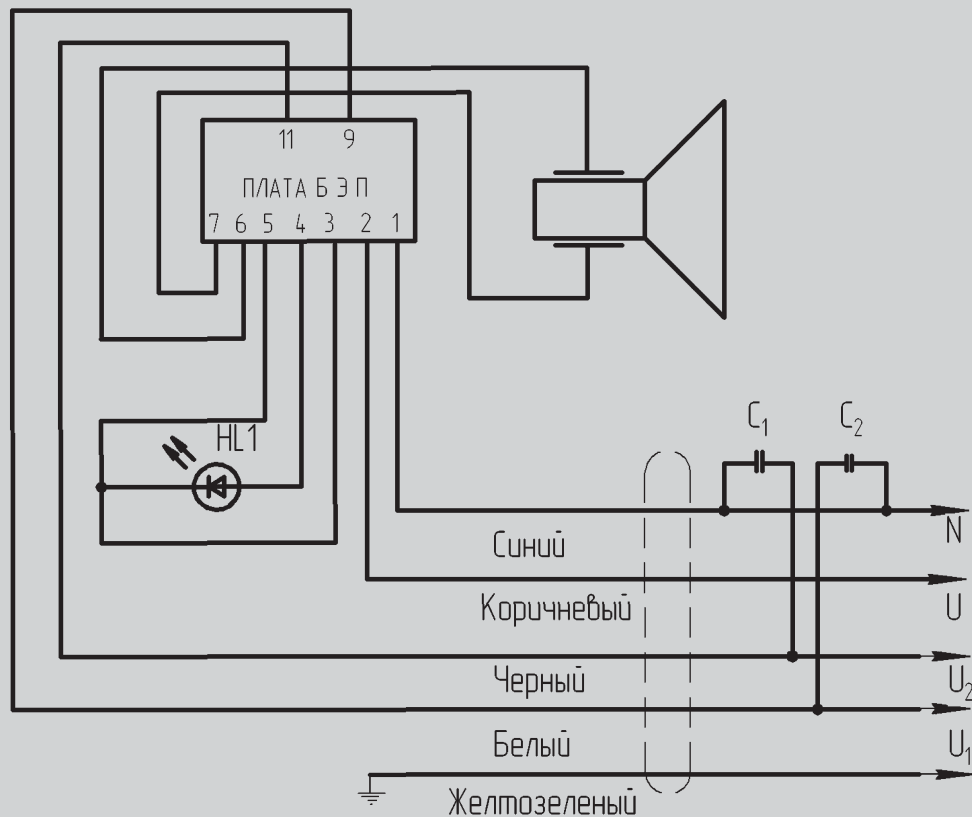 11 9
ПЛАТА Б Э П
7 6 5 4 3 2 1
HL1
C1 C2
N
Синий
U
Коричневый
U2
Черный
U1
Белый
Желтозеленый